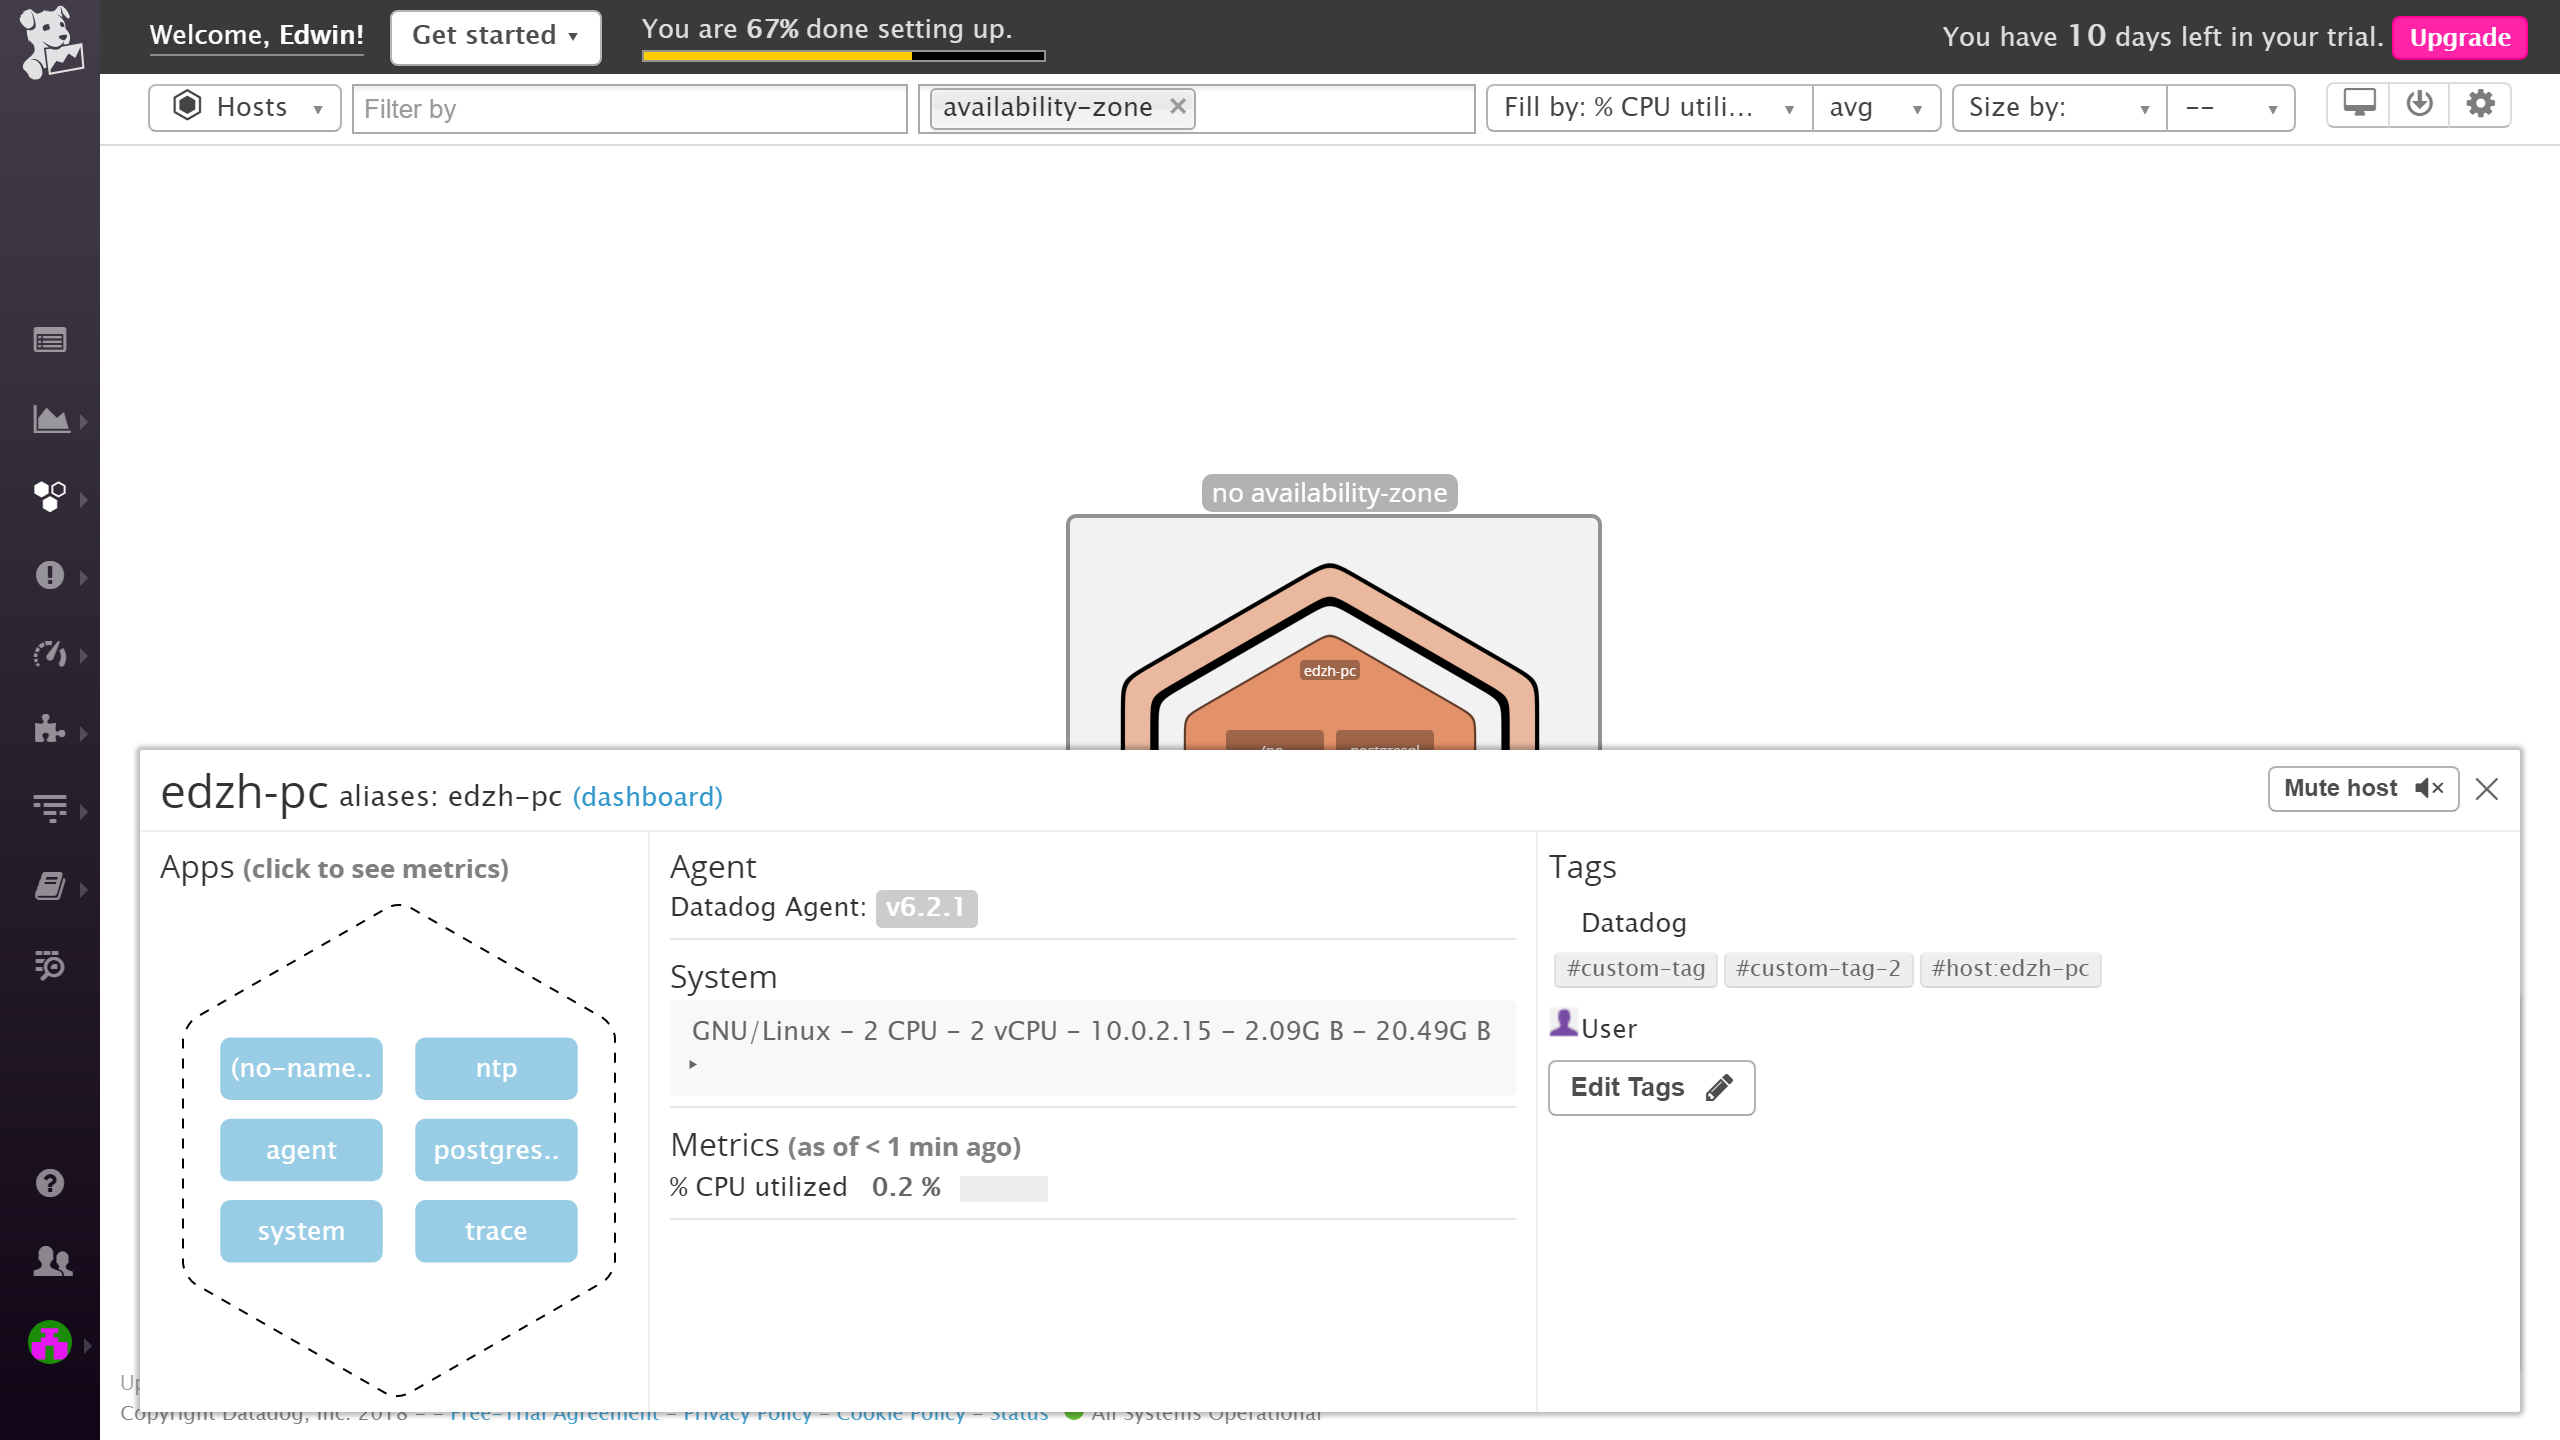 Welcome, Edwin!
Get started ▾
You are 67% done setting up.
You have 10 days left in your trial.
Upgrade
Hosts
Filter by
availability-zone ×
Fill by: % CPU utili...
avg
Size by:
--
no availability-zone
edzh-pc
postgresql
edzh-pc aliases: edzh-pc (dashboard)
Mute host
Apps (click to see metrics)
(no-name..
ntp
agent
postgres..
system
trace
Agent
Datadog Agent: v6.2.1
System
GNU/Linux - 2 CPU - 2 vCPU - 10.0.2.15 - 2.09G B - 20.49G B
Metrics (as of < 1 min ago)
% CPU utilized 0.2 %
Tags
Datadog
#custom-tag
#custom-tag-2
#host:edzh-pc
User
Edit Tags
Copyright Datadog, Inc. 2018 - - Free-Trial Agreement - Privacy Policy - Cookie Policy - Status All Systems Operational